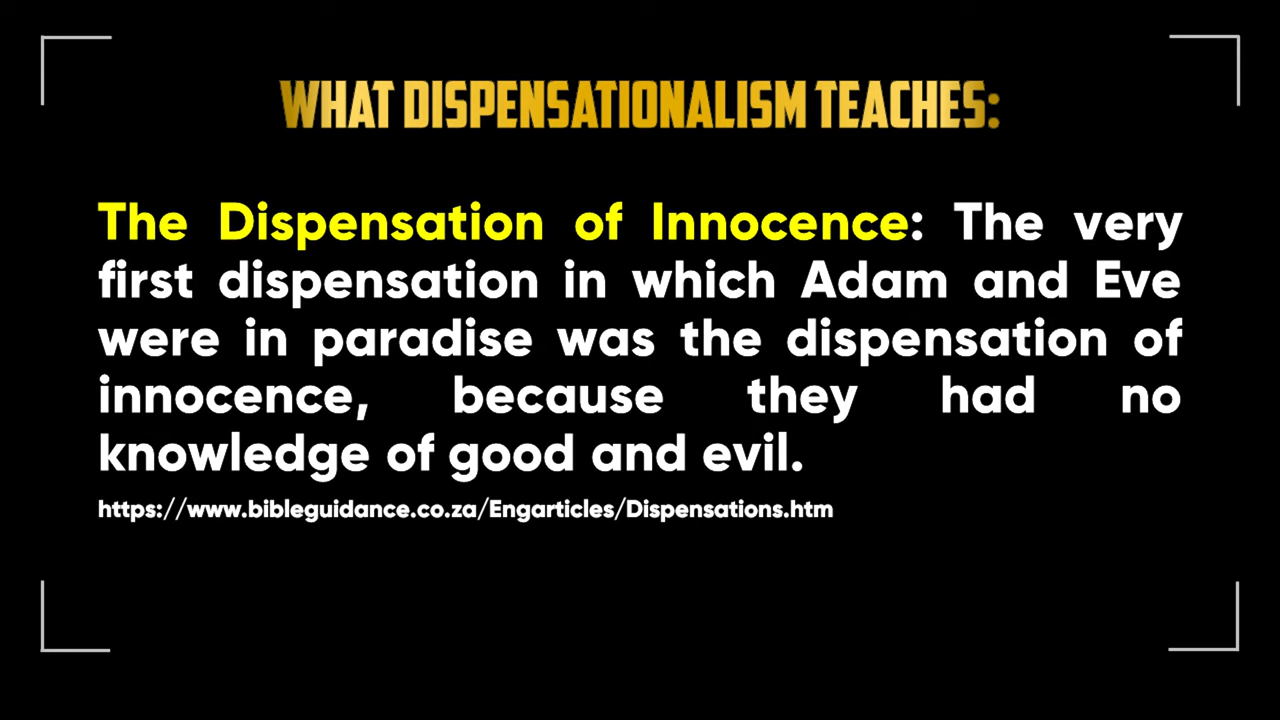 WHAT DISPENSATIONALISM TEACHES:
The Dispensation of Innocence: The very
first dispensation in which Adam and Eve
were in paradise was the dispensation of
innocence, because they had no
knowledge of good and evil.
https://www.bibleguidance.co.za/Engarticles/Dispensations.htm